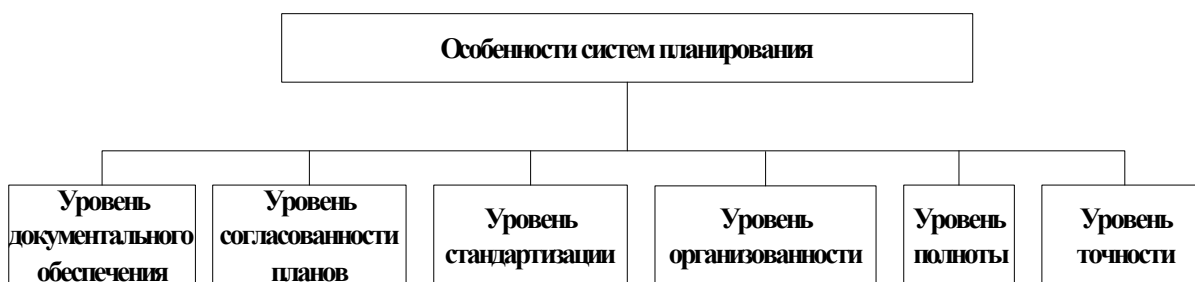 Особенности систем планирования
Уровень
документального
обеспечения
Уровень
согласованности
планов
Уровень
стандартизации
Уровень
организованности
Уровень
полноты
Уровень
точности